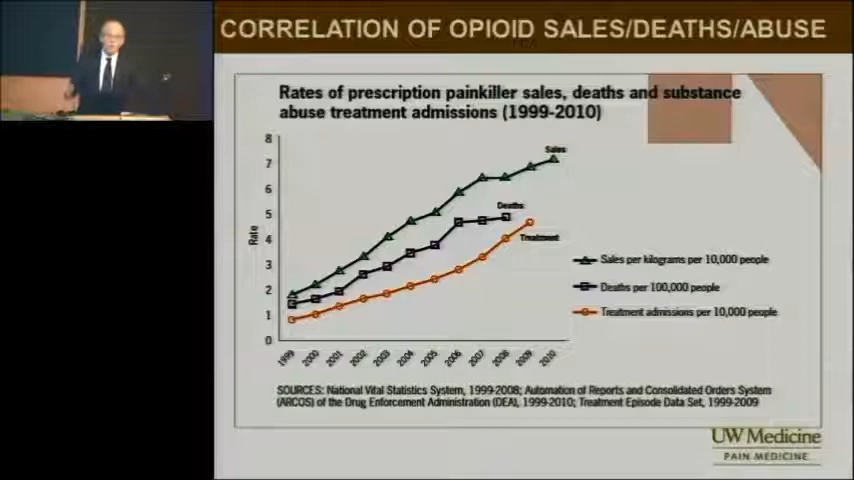 CORRELATION OF OPIOID SALES/DEATHS/ABUSE
Rates of prescription painkiller sales, deaths and substance
abuse treatment admissions (1999-2010)
8
7
6
5
4
3
2
1
0
Rate
Sales
Deaths
Treatment
1999
2000
2001
2002
2003
2004
2005
2006
2007
2008
2009
2010
Sales per kilograms per 10,000 people
Deaths per 100,000 people
Treatment admissions per 10,000 people
SOURCES: National Vital Statistics System, 1999-2008; Automation of Reports and Consolidated Orders System
(ARCOS) of the Drug Enforcement Administration (DEA), 1999-2010; Treatment Episode Data Set, 1999-2009
UW Medicine
PAIN MEDICINE